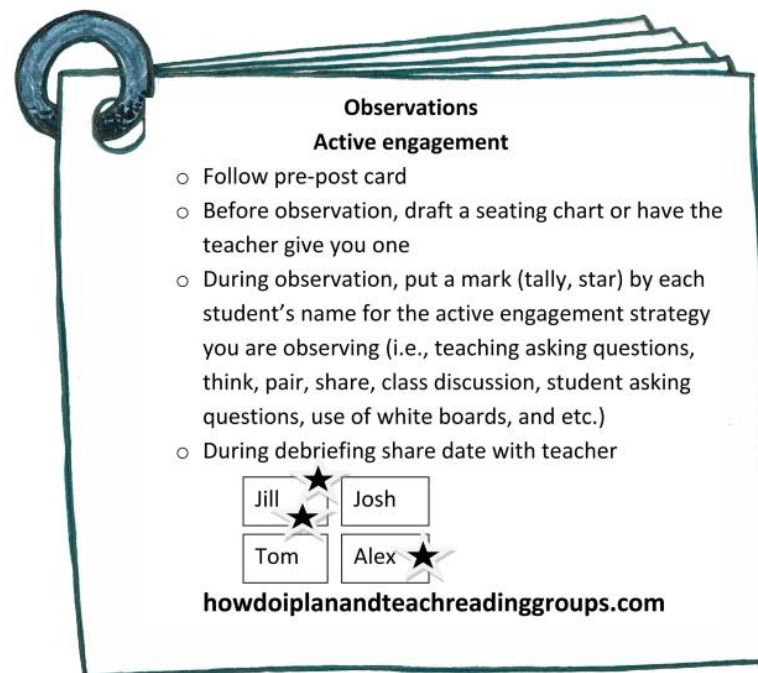 Observations
Active engagement
○ Follow pre-post card
○ Before observation, draft a seating chart or have the
teacher give you one
○ During observation, put a mark (tally, star) by each
student’s name for the active engagement strategy
you are observing (i.e., teaching asking questions,
think, pair, share, class discussion, student asking
questions, use of white boards, and etc.)
○ During debriefing share date with teacher
Jill Josh
Tom Alex
howdoiplanandteachreadinggroups.com